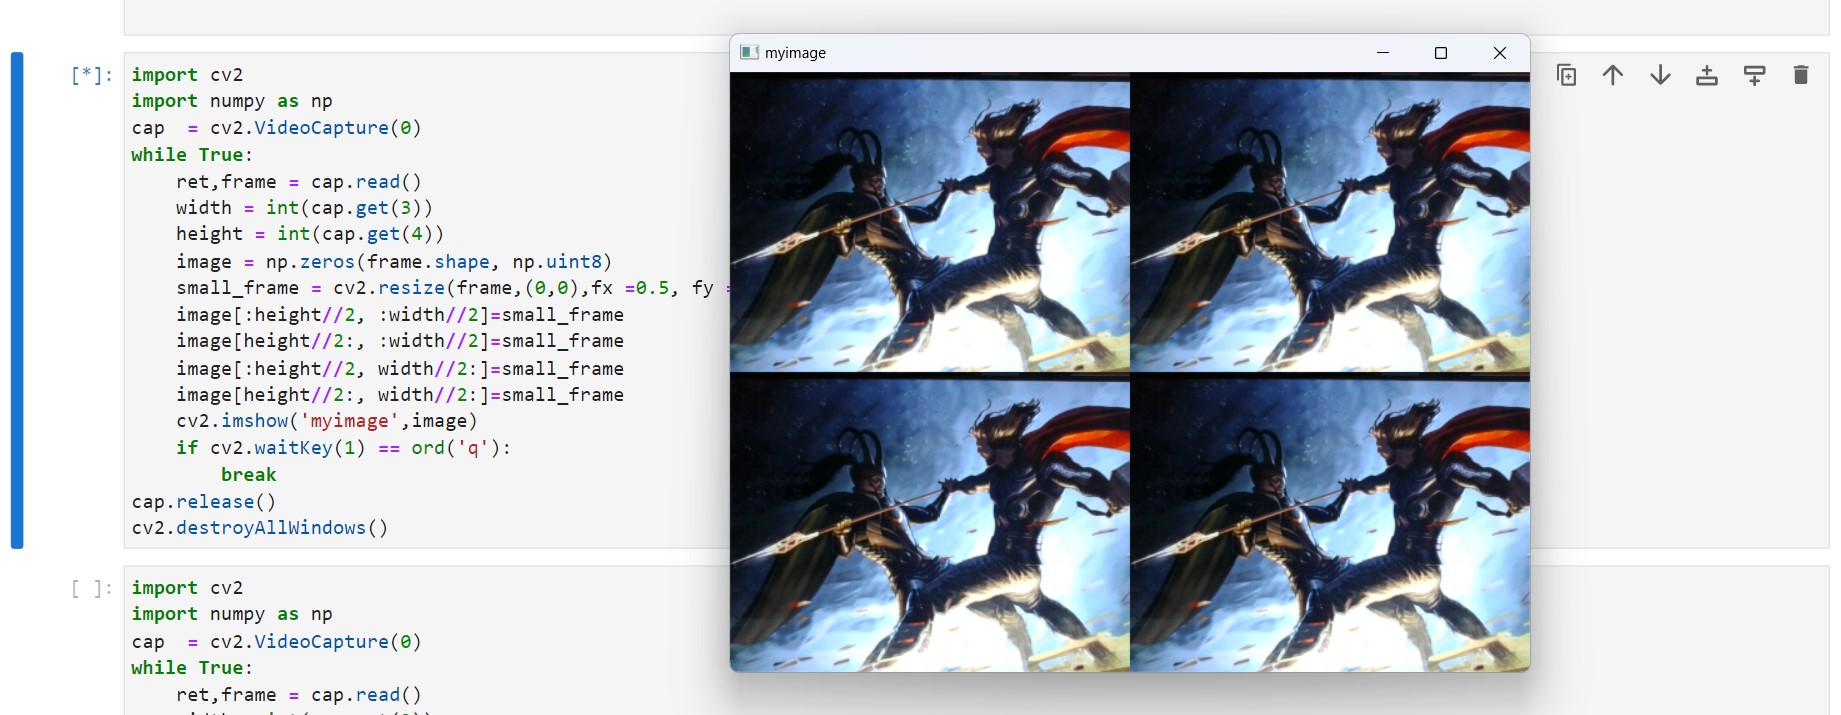 [*]:
import cv2
import numpy as np
cap  = cv2.VideoCapture(0)
while True:
    ret,frame = cap.read()
    width = int(cap.get(3))
    height = int(cap.get(4))
    image = np.zeros(frame.shape, np.uint8)
    small_frame = cv2.resize(frame,(0,0),fx =0.5, fy
    image[:height//2, :width//2]=small_frame
    image[height//2:, :width//2]=small_frame
    image[:height//2, width//2:]=small_frame
    image[height//2:, width//2:]=small_frame
    cv2.imshow('myimage',image)
    if cv2.waitKey(1) == ord('q'):
        break
cap.release()
cv2.destroyAllWindows()
myimage
[ ]:
import cv2
import numpy as np
cap  = cv2.VideoCapture(0)
while True:
    ret,frame = cap.read()